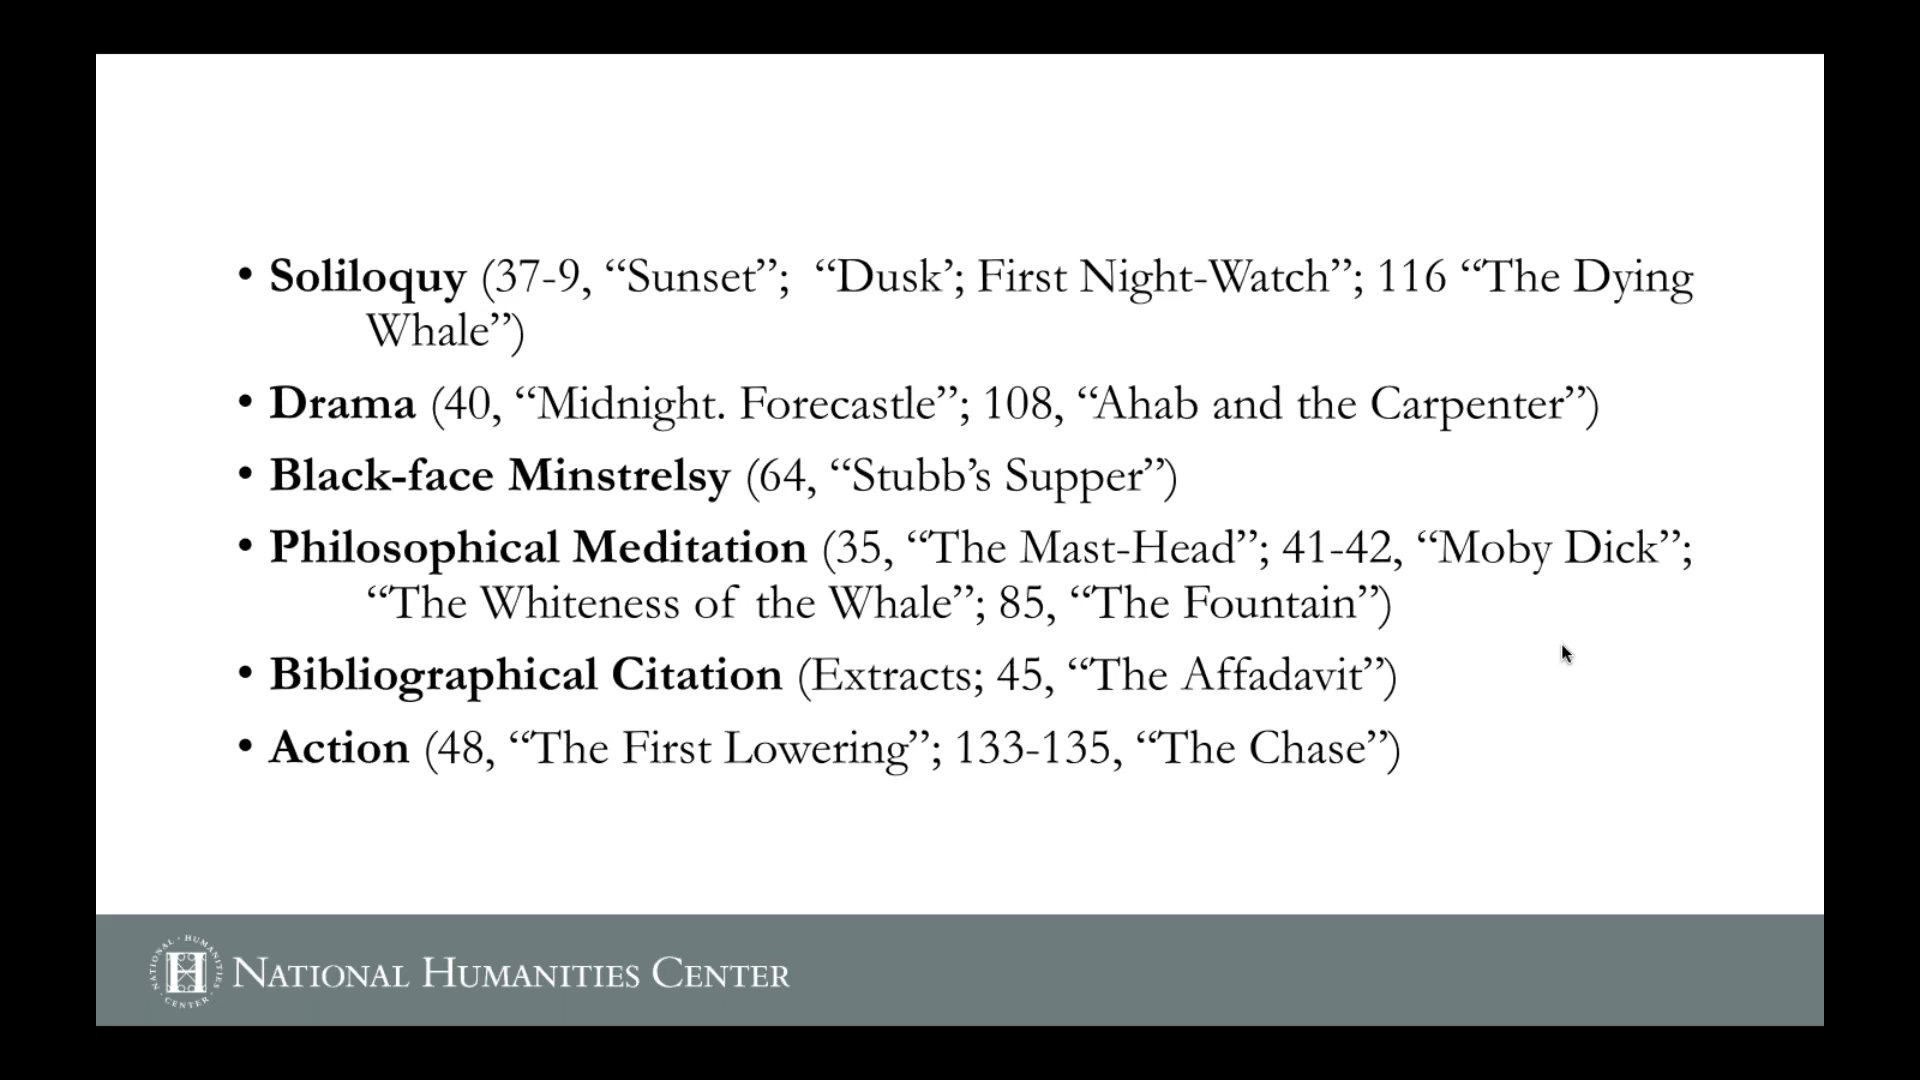 • Soliloquy (37-9, “Sunset”;  “Dusk’; First Night-Watch”; 116 “The Dying
Whale”)
• Drama (40, “Midnight. Forecastle”; 108, “Ahab and the Carpenter”)
• Black-face Minstrelsy (64, “Stubb’s Supper”)
• Philosophical Meditation (35, “The Mast-Head”; 41-42, “Moby Dick”;
“The Whiteness of the Whale”; 85, “The Fountain”)
• Bibliographical Citation (Extracts; 45, “The Affadavit”)
• Action (48, “The First Lowering”; 133-135, “The Chase”)
NATIONAL · HUMANITIES · CENTER ·
H
NATIONAL HUMANITIES CENTER